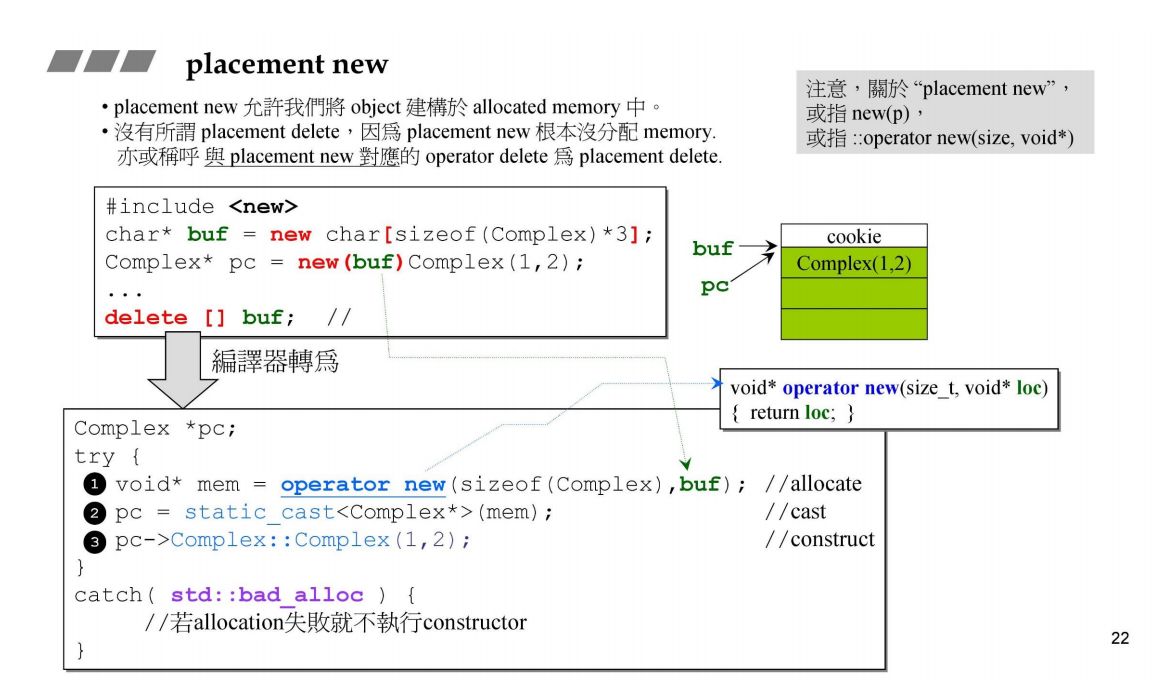 placement new
• placement new 允許我們將 object 建構於 allocated memory 中。
• 沒有所謂 placement delete，因為 placement new 根本沒分配 memory.
亦或稱呼 與 placement new 對應的 operator delete 為 placement delete.
注意，關於 “placement new”，
或指 new(p)，
或指 ::operator new(size, void*)
#include <new>
char* buf = new char[sizeof(Complex)*3];
Complex* pc = new(buf)Complex(1,2);
...
delete [] buf;  //
buf
pc
cookie
Complex(1,2)
編譯器轉為
void* operator new(size_t, void* loc)
{ return loc; }
Complex *pc;
try {
1 void* mem = operator new(sizeof(Complex),buf); //allocate
2 pc = static_cast<Complex*>(mem); //cast
3 pc->Complex::Complex(1,2); //construct
}
catch( std::bad_alloc ) {
//若allocation失敗就不執行constructor
}
22